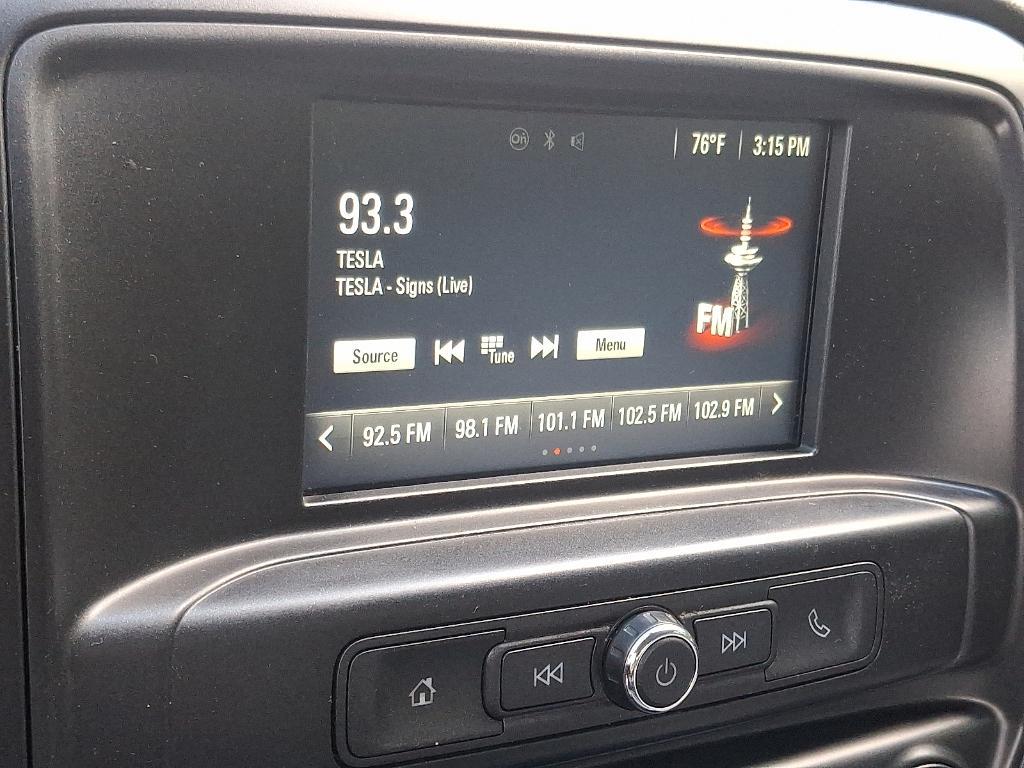 On
76°F
3:15 PM
93.3
TESLA
TESLA - Signs (Live)
FM
Source
Tune
Menu
92.5 FM
98.1 FM
101.1 FM
102.5 FM
102.9 FM